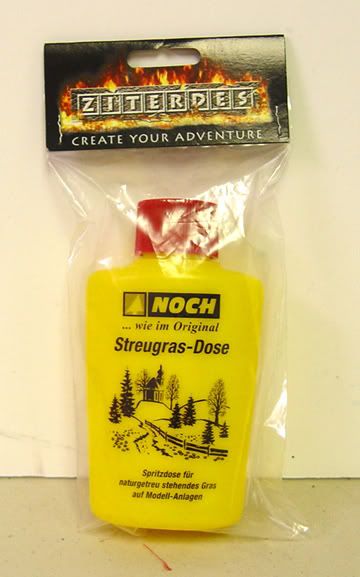 ZITERDES
CREATE YOUR ADVENTURE
NOCH
... wie im Original
Streugras-Dose
Spritzdose für
naturgetreu stehendes Gras
auf Modell-Anlagen